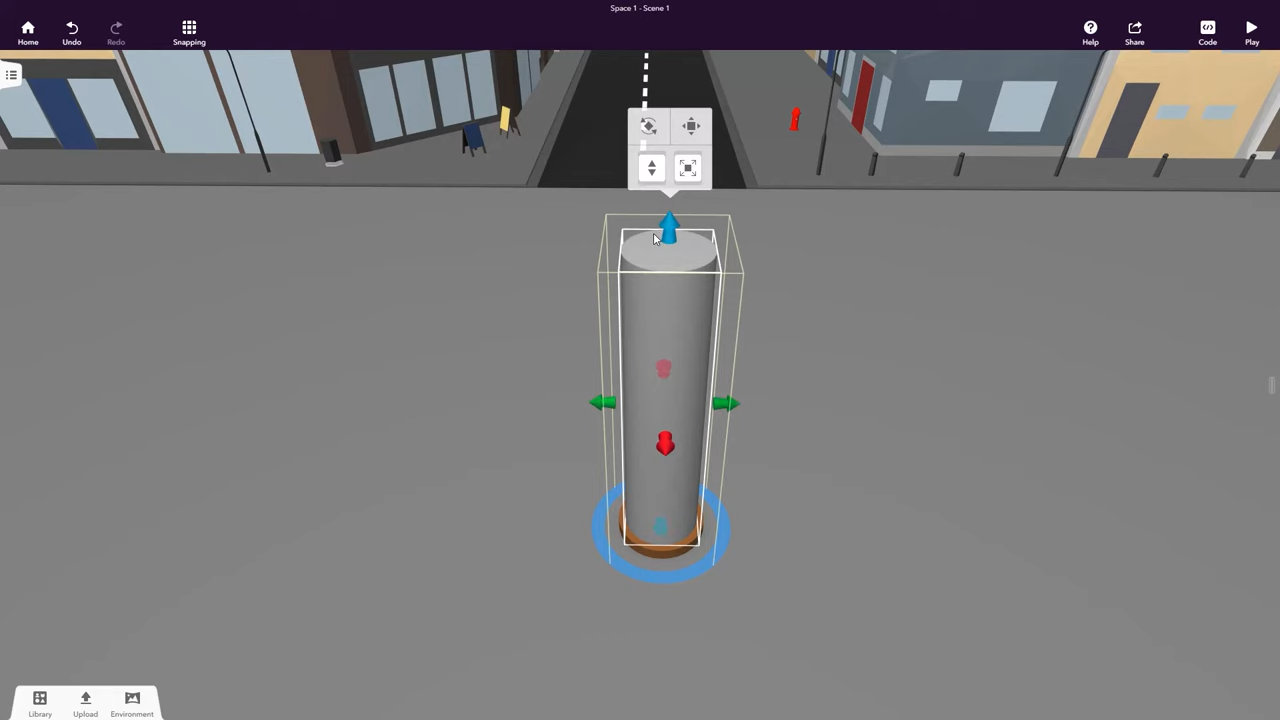 Space 1 - Scene 1
Home
Undo
Redo
Snapping
Help
Share
Code
Play
Library
Upload
Environment